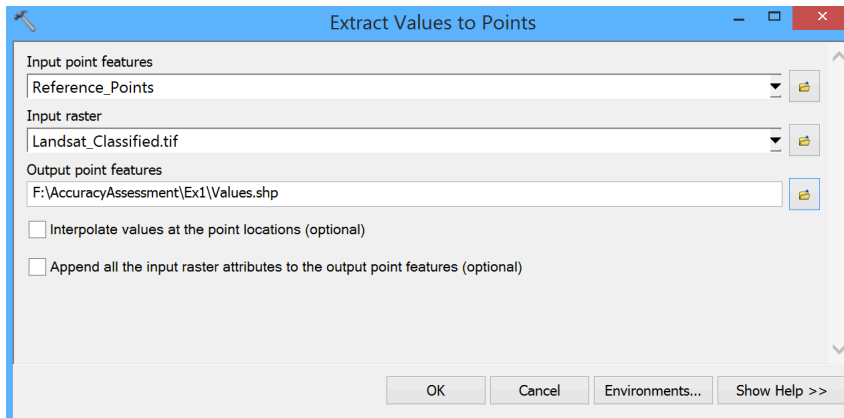 Extract Values to Points
Input point features
Reference_Points
Input raster
Landsat_Classified.tif
Output point features
F:\AccuracyAssessment\Ex1\Values.shp
Interpolate values at the point locations (optional)
Append all the input raster attributes to the output point features (optional)
OK Cancel Environments... Show Help >>